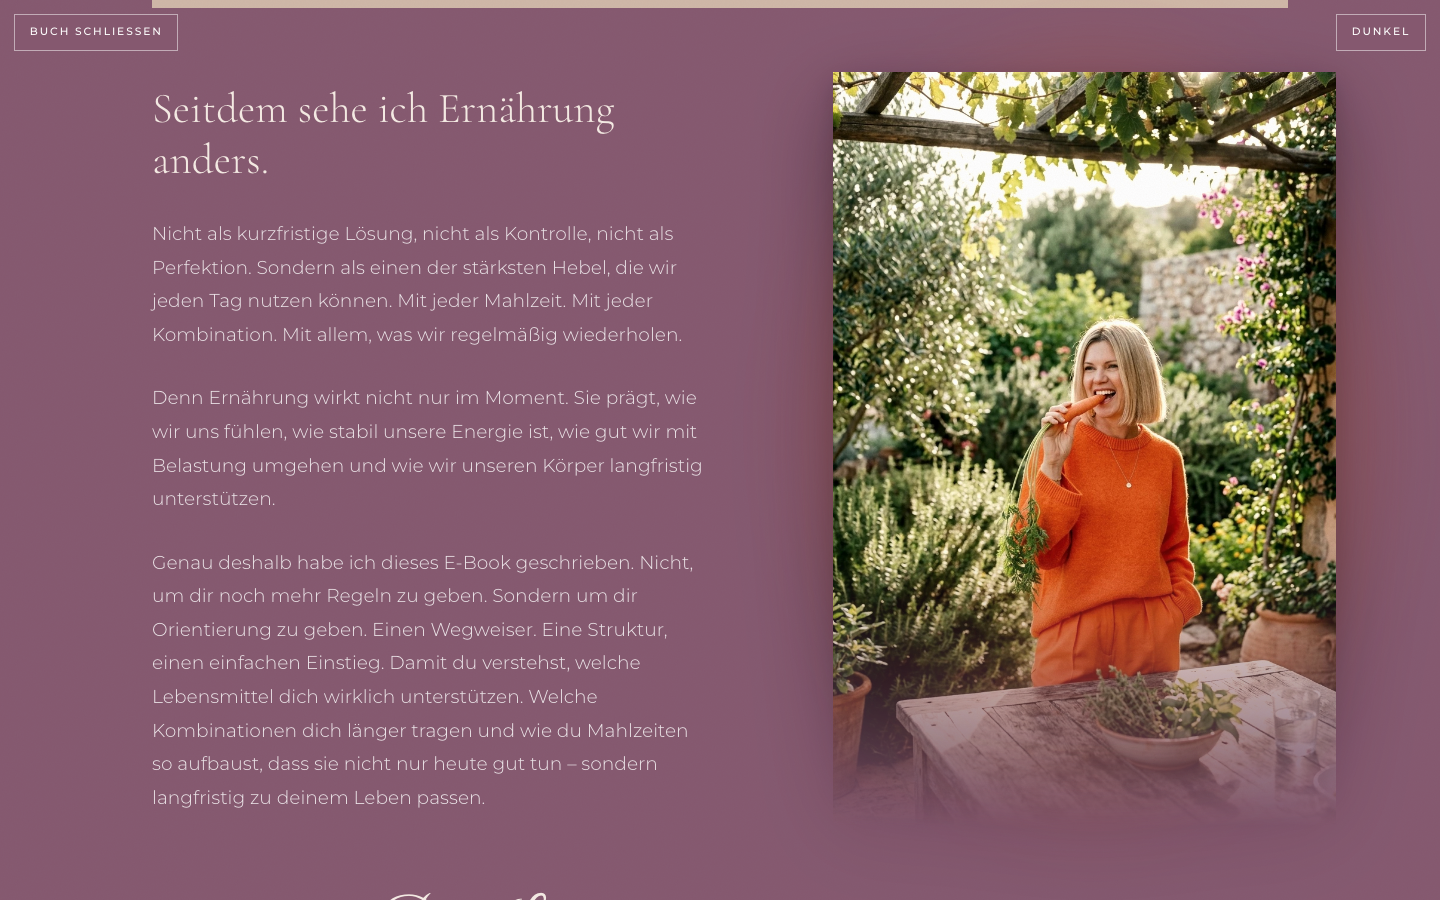 BUCH SCHLIESSEN
DUNKEL
Seitdem sehe ich Ernährung
anders.
Nicht als kurzfristige Lösung, nicht als Kontrolle, nicht als
Perfektion. Sondern als einen der stärksten Hebel, die wir
jeden Tag nutzen können. Mit jeder Mahlzeit. Mit jeder
Kombination. Mit allem, was wir regelmäßig wiederholen.
Denn Ernährung wirkt nicht nur im Moment. Sie prägt, wie
wir uns fühlen, wie stabil unsere Energie ist, wie gut wir mit
Belastung umgehen und wie wir unseren Körper langfristig
unterstützen.
Genau deshalb habe ich dieses E-Book geschrieben. Nicht,
um dir noch mehr Regeln zu geben. Sondern um dir
Orientierung zu geben. Einen Wegweiser. Eine Struktur,
einen einfachen Einstieg. Damit du verstehst, welche
Lebensmittel dich wirklich unterstützen. Welche
Kombinationen dich länger tragen und wie du Mahlzeiten
so aufbaust, dass sie nicht nur heute gut tun – sondern
langfristig zu deinem Leben passen.